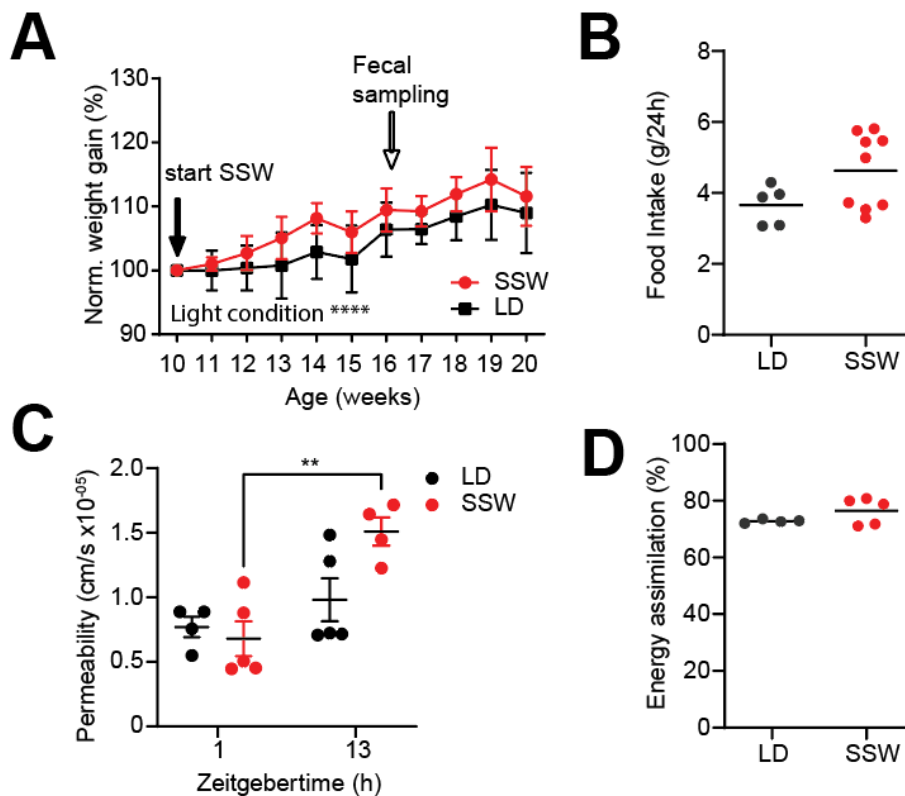 A
Norm. weight gain (%)
130
120
110
100
90
start SSW
Fecal
sampling
SSW
LD
Light condition ****
10 11 12 13 14 15 16 17 18 19 20
Age (weeks)
B
Food Intake (g/24h)
8
6
4
2
0
LD SSW
C
Permeability (cm/s x10⁻⁰⁵)
2.0
1.5
1.0
0.5
0
**
LD
SSW
1 13
Zeitgebertime (h)
D
Energy assimilation (%)
100
80
60
40
20
0
LD SSW